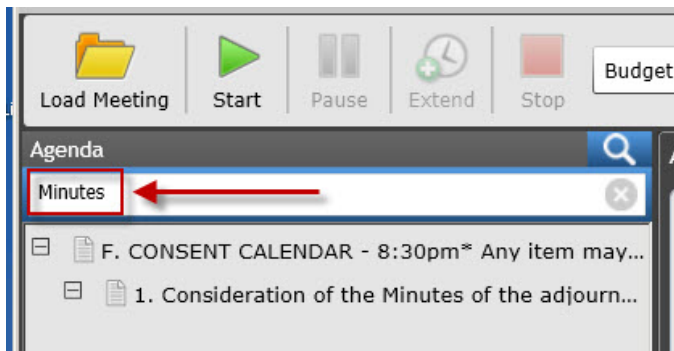 Load Meeting Start Pause Extend Stop Budget
Agenda
Minutes
F. CONSENT CALENDAR - 8:30pm* Any item may...
1. Consideration of the Minutes of the adjourn...